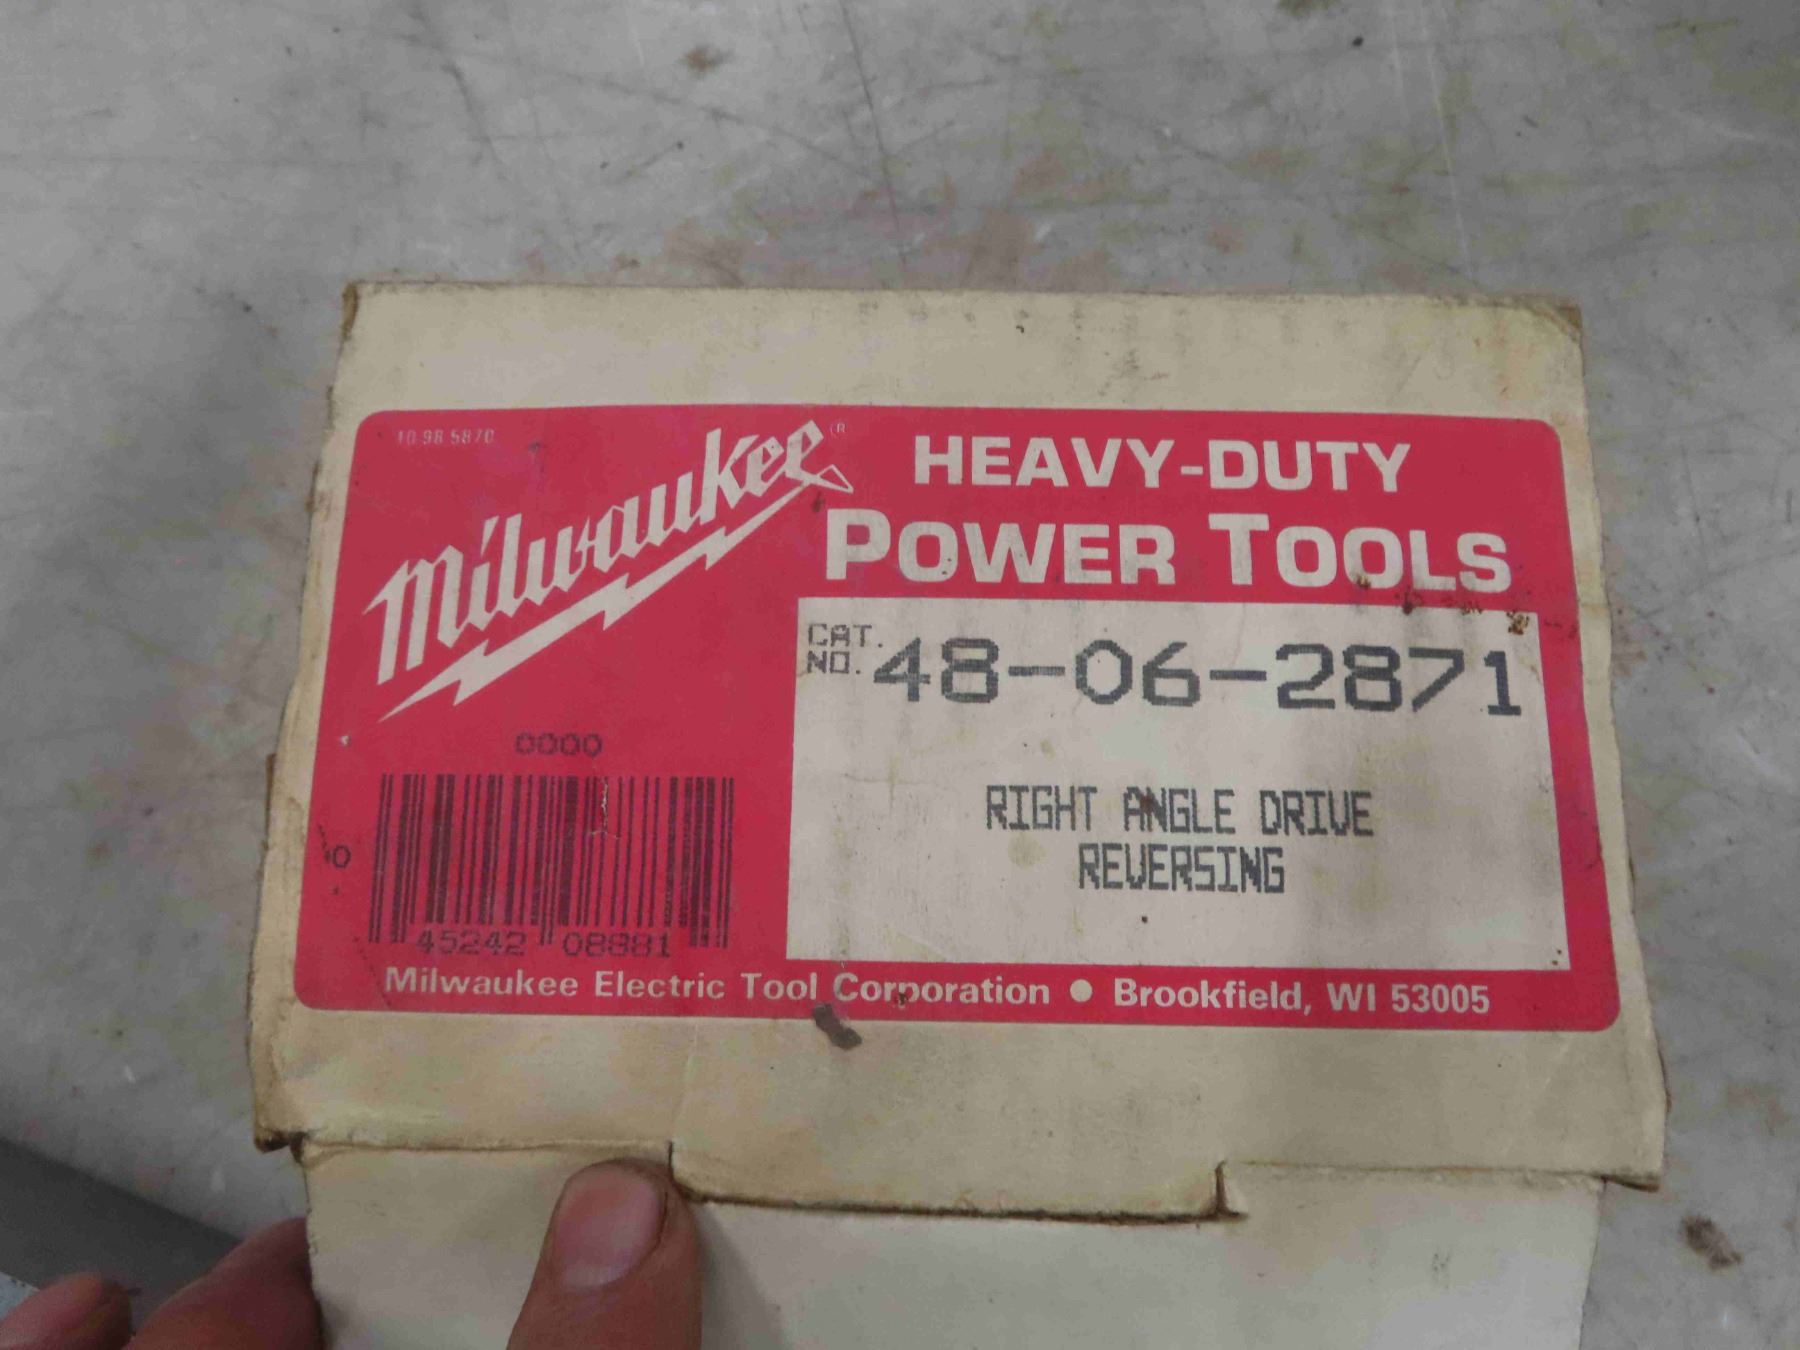 10 98 5870
Milwaukee®
HEAVY-DUTY
POWER TOOLS
CAT.
NO. 48-06-2871
0000
RIGHT ANGLE DRIVE
REVERSING
0
45242 08881
Milwaukee Electric Tool Corporation ● Brookfield, WI 53005